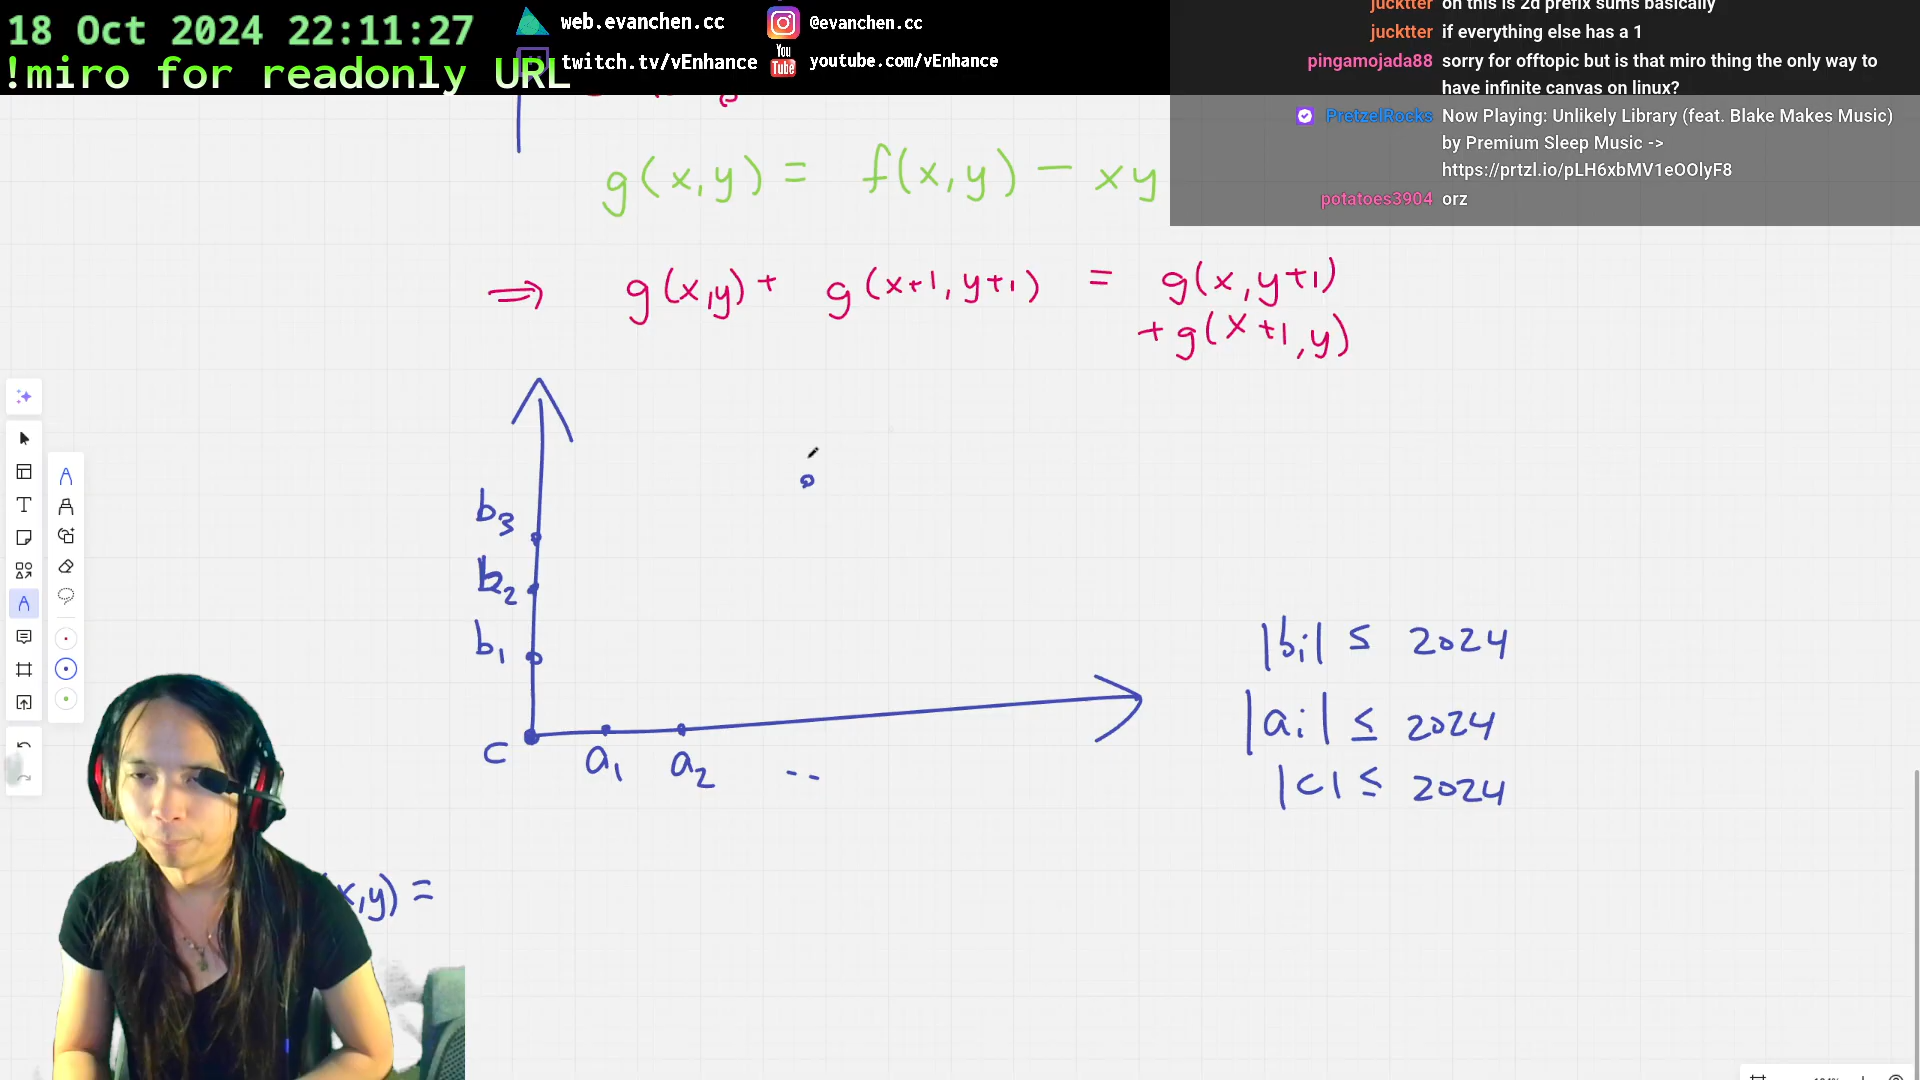 18 Oct 2024 22:11:27
!miro for readonly URL
web.evanchen.cc
@evanchen.cc
twitch.tv/vEnhance
You Tube
youtube.com/vEnhance
jucktter oh this is 2d prefix sums basically
jucktter if everything else has a 1
pingamojada88 sorry for offtopic but is that miro thing the only way to
have infinite canvas on linux?
PretzelRocks Now Playing: Unlikely Library (feat. Blake Makes Music)
by Premium Sleep Music ->
https://prtzl.io/pLH6xbMV1eOOlyF8
potatoes3904 orz
g(x,y) = f(x,y) - xy
⇒ g(x,y) + g(x+1, y+1) = g(x, y+1)
+ g(x+1, y)
b₃
b₂
b₁
c
a₁ a₂ --
|bᵢ| ≤ 2024
|aᵢ| ≤ 2024
|c| ≤ 2024
x,y) =